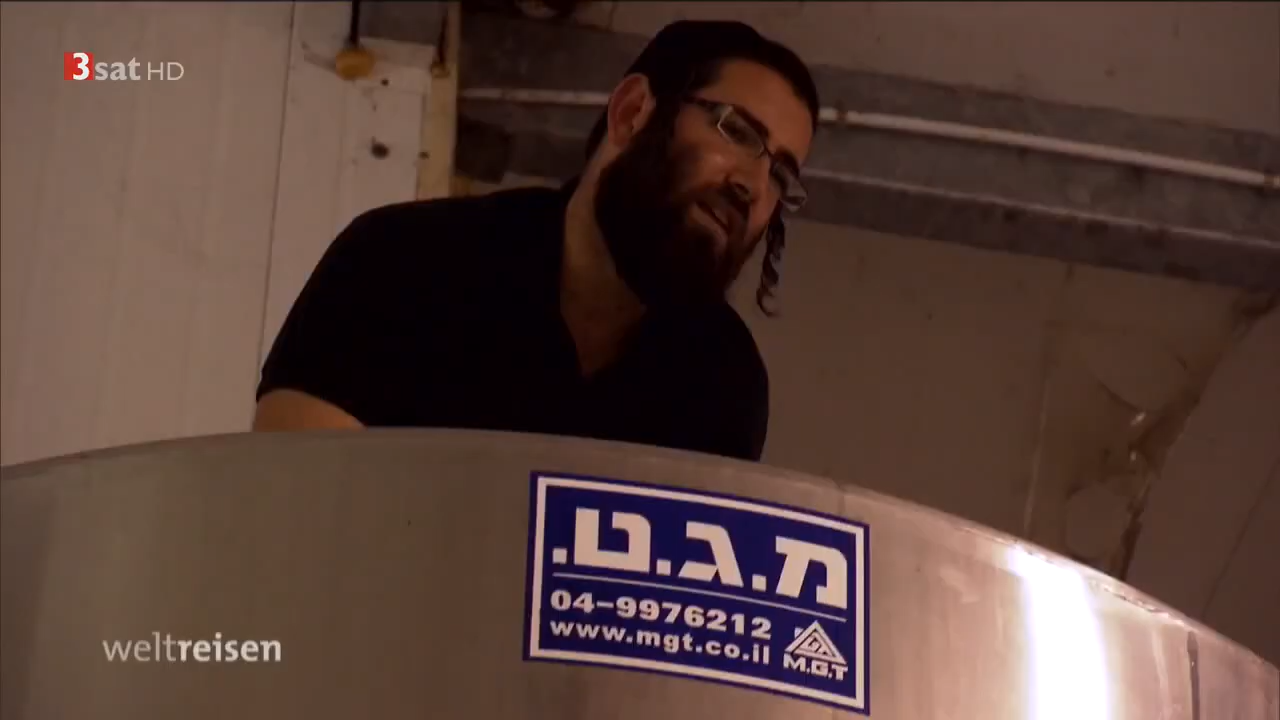 3sat HD
מ.ג.ט.
04-9976212
www.mgt.co.il
M.G.T
weltreisen